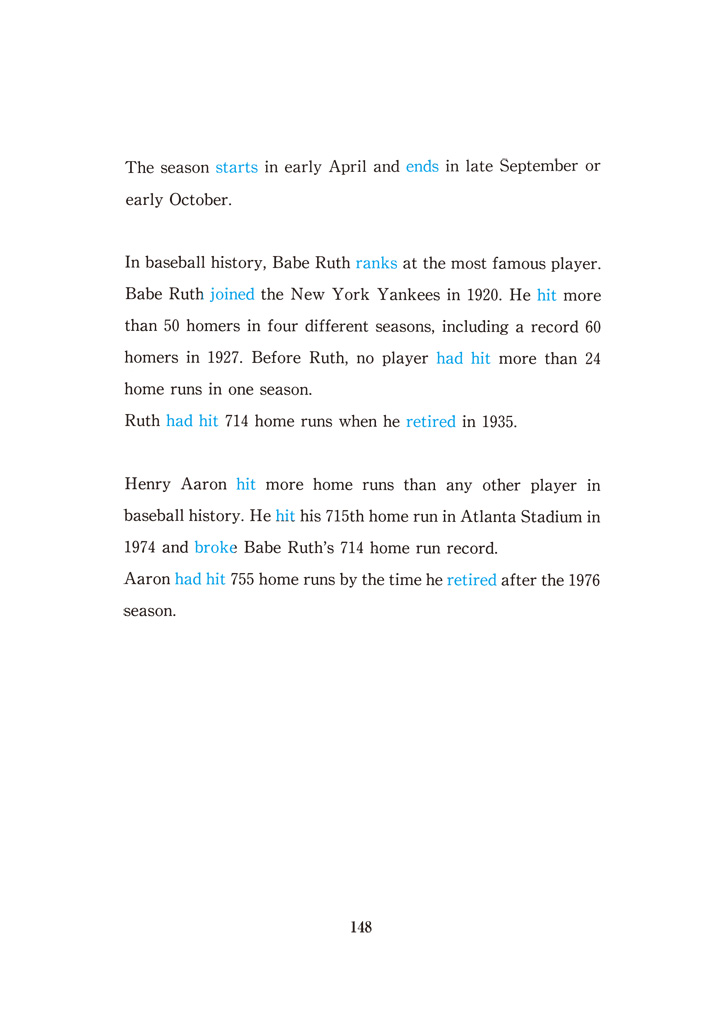 The season starts in early April and ends in late September or
early October.
In baseball history, Babe Ruth ranks at the most famous player.
Babe Ruth joined the New York Yankees in 1920. He hit more
than 50 homers in four different seasons, including a record 60
homers in 1927. Before Ruth, no player had hit more than 24
home runs in one season.
Ruth had hit 714 home runs when he retired in 1935.
Henry Aaron hit more home runs than any other player in
baseball history. He hit his 715th home run in Atlanta Stadium in
1974 and broke Babe Ruth's 714 home run record.
Aaron had hit 755 home runs by the time he retired after the 1976
season.
148